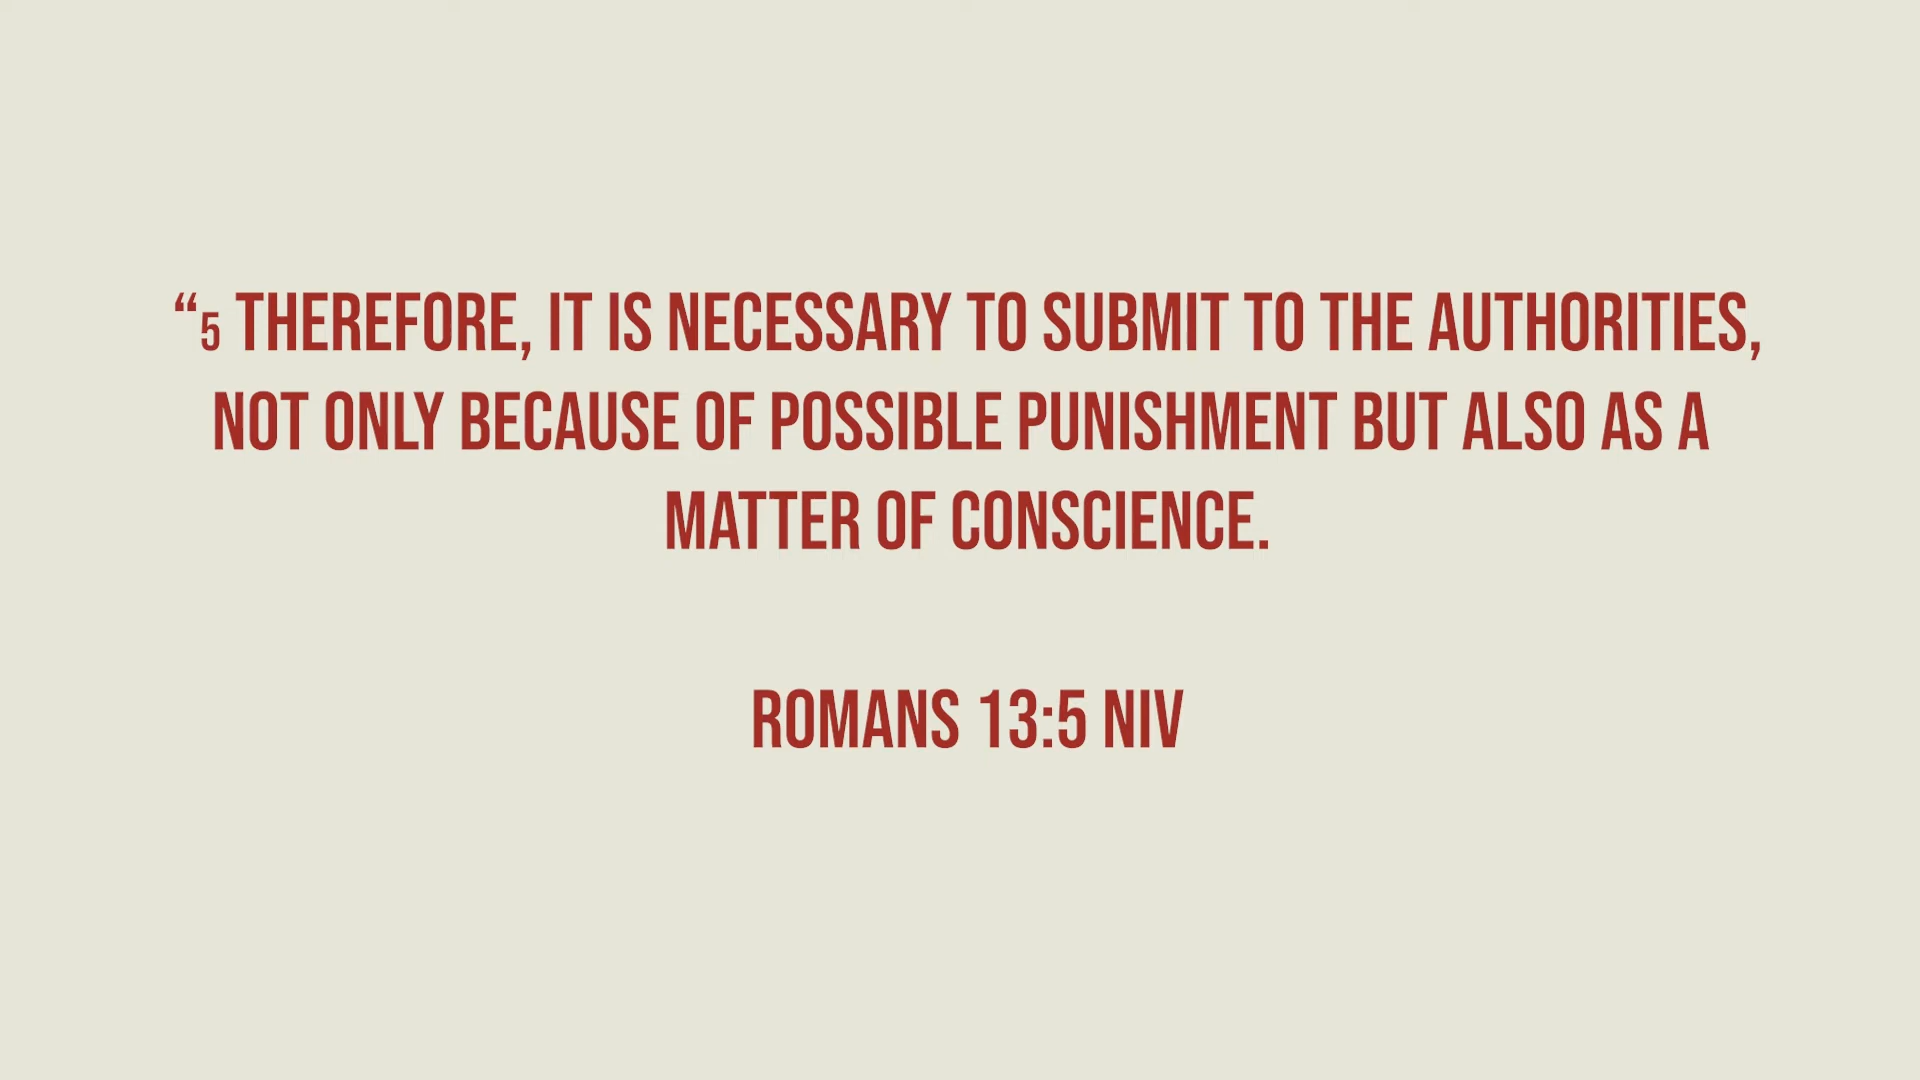 “5 THEREFORE, IT IS NECESSARY TO SUBMIT TO THE AUTHORITIES,
NOT ONLY BECAUSE OF POSSIBLE PUNISHMENT BUT ALSO AS A
MATTER OF CONSCIENCE.
ROMANS 13:5 NIV